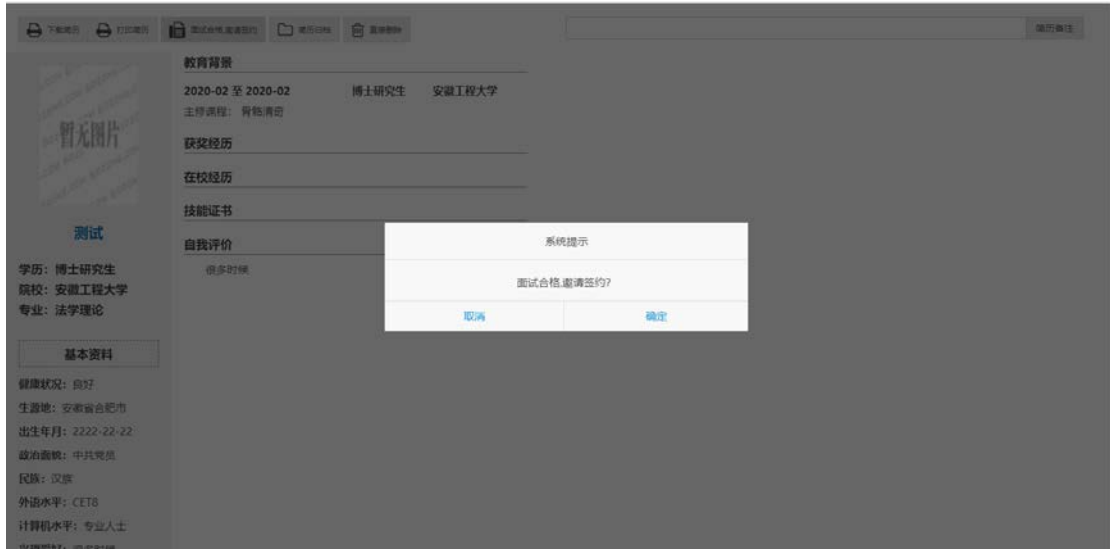 下载简历 打印简历 面试合格,邀请签约 简历归档 直接删除 简历备注
暂无图片
测试
学历：博士研究生
院校：安徽工程大学
专业：法学理论
基本资料
健康状况：良好
生源地：安徽省合肥市
出生年月：2222-22-22
政治面貌：中共党员
民族：汉族
外语水平：CET8
计算机水平：专业人士
教育背景
2020-02 至 2020-02 博士研究生 安徽工程大学
主修课程： 骨骼清奇
获奖经历
在校经历
技能证书
自我评价
很多时候
系统提示
面试合格,邀请签约?
取消 确定